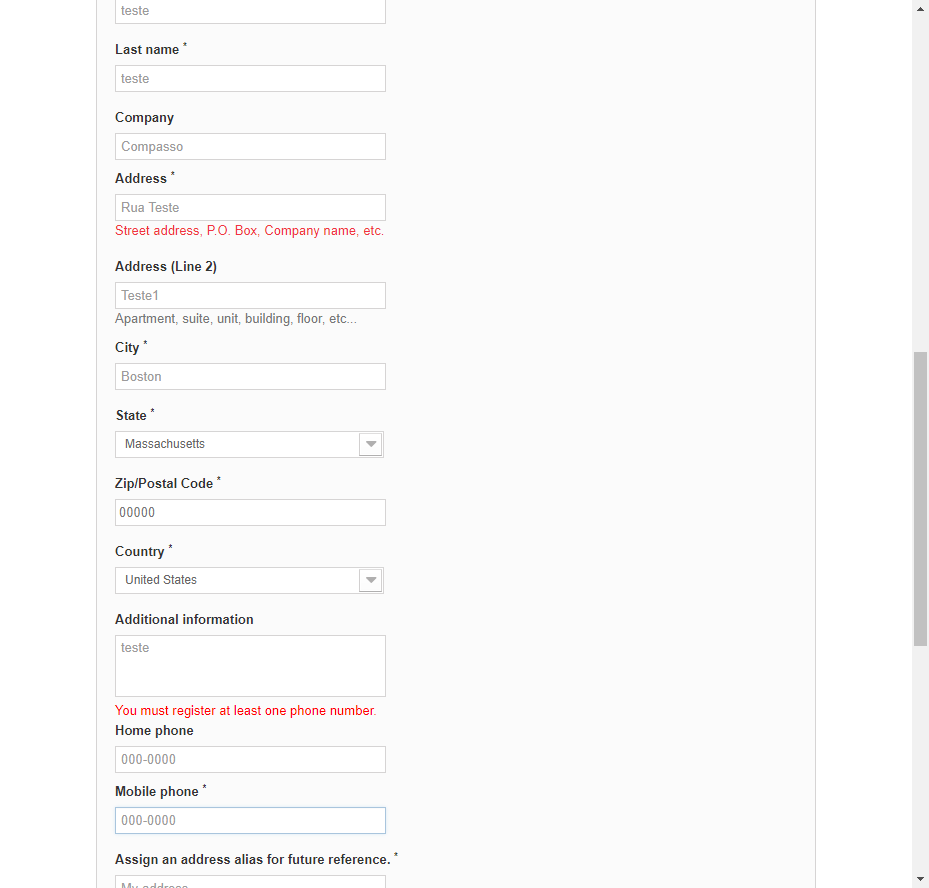 teste
Last name *
teste
Company
Compasso
Address *
Rua Teste
Street address, P.O. Box, Company name, etc.
Address (Line 2)
Teste1
Apartment, suite, unit, building, floor, etc...
City *
Boston
State *
Massachusetts
Zip/Postal Code *
00000
Country *
United States
Additional information
teste
You must register at least one phone number.
Home phone
000-0000
Mobile phone *
000-0000
Assign an address alias for future reference. *
My address